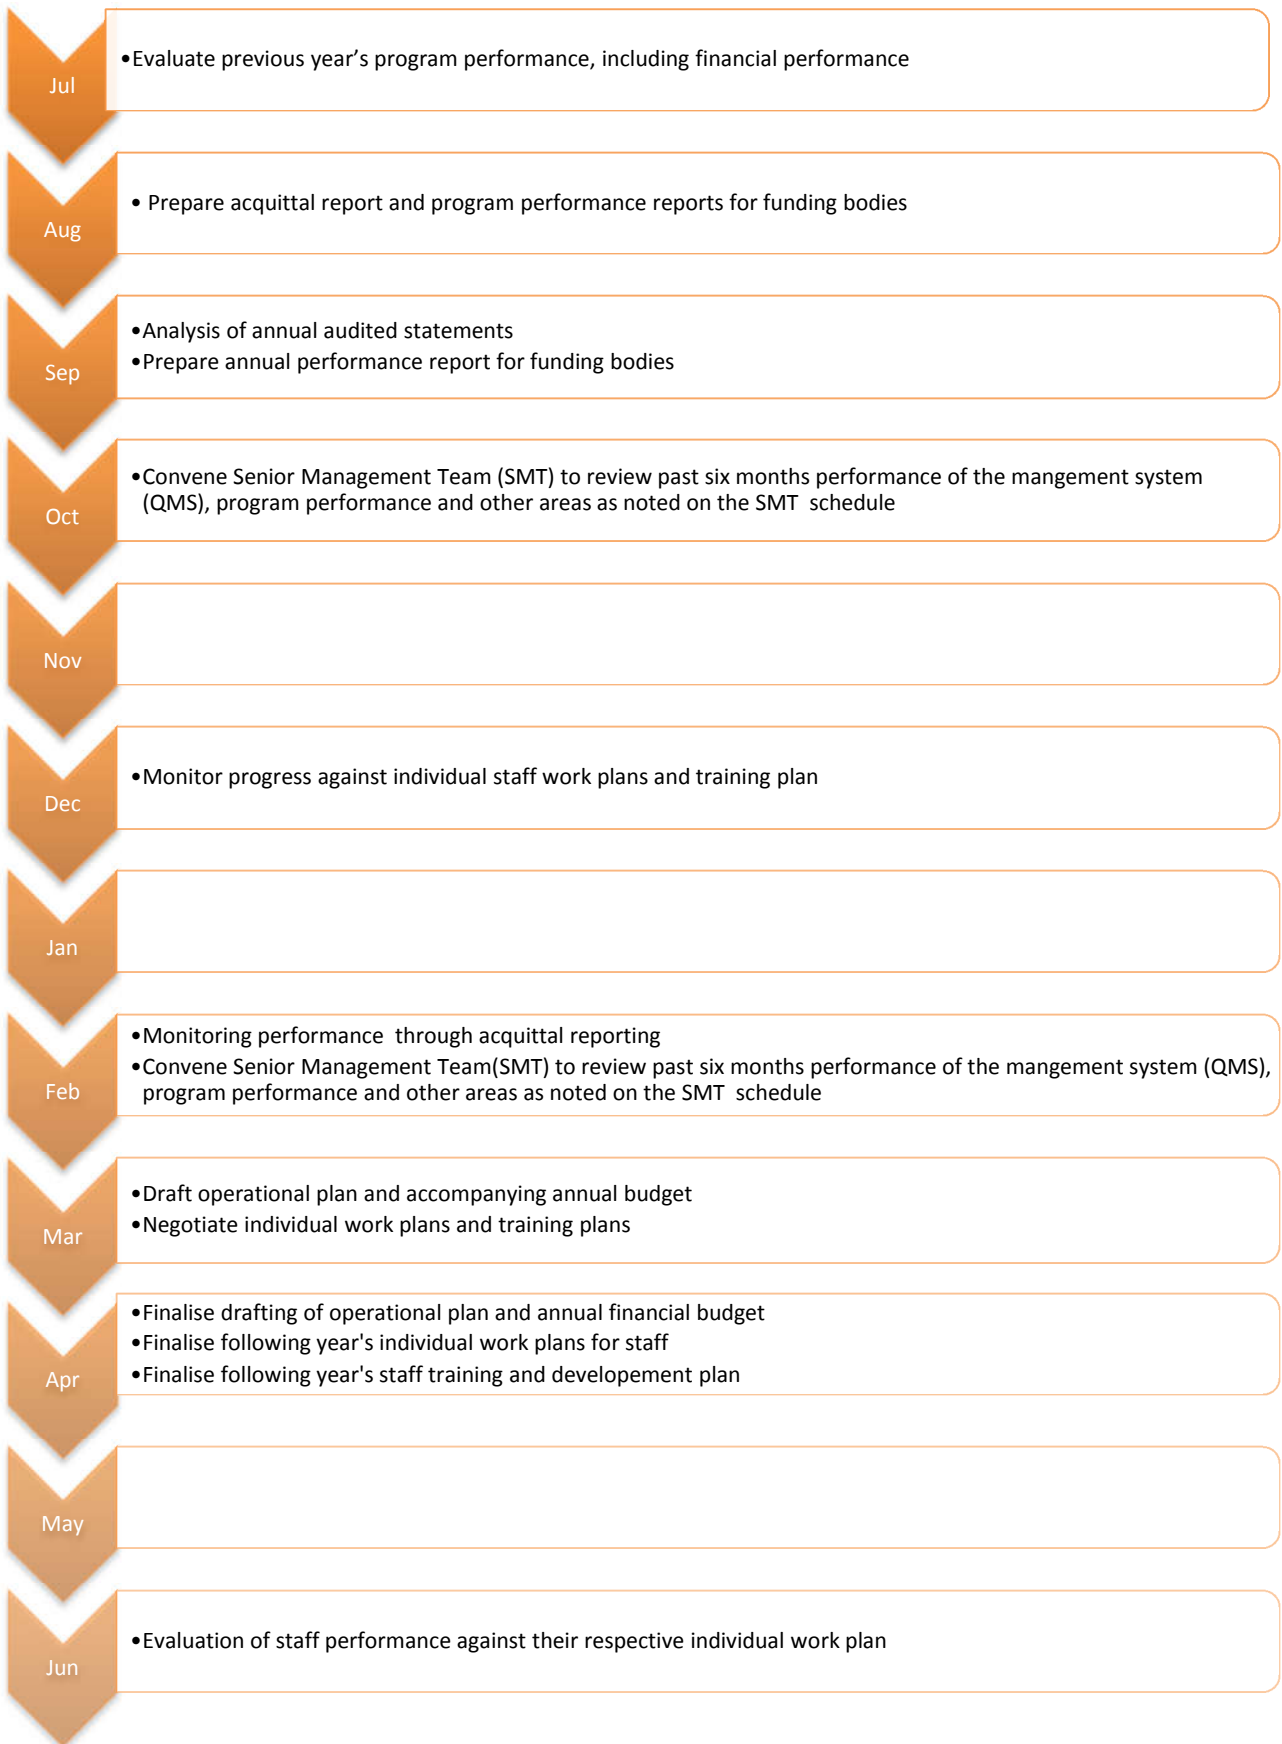 Jul
•Evaluate previous year’s program performance, including financial performance
Aug
• Prepare acquittal report and program performance reports for funding bodies
Sep
•Analysis of annual audited statements
•Prepare annual performance report for funding bodies
Oct
•Convene Senior Management Team (SMT) to review past six months performance of the mangement system
(QMS), program performance and other areas as noted on the SMT  schedule
Nov
Dec
•Monitor progress against individual staff work plans and training plan
Jan
Feb
•Monitoring performance  through acquittal reporting
•Convene Senior Management Team(SMT) to review past six months performance of the mangement system (QMS),
program performance and other areas as noted on the SMT  schedule
Mar
•Draft operational plan and accompanying annual budget
•Negotiate individual work plans and training plans
Apr
•Finalise drafting of operational plan and annual financial budget
•Finalise following year's individual work plans for staff
•Finalise following year's staff training and developement plan
May
Jun
•Evaluation of staff performance against their respective individual work plan